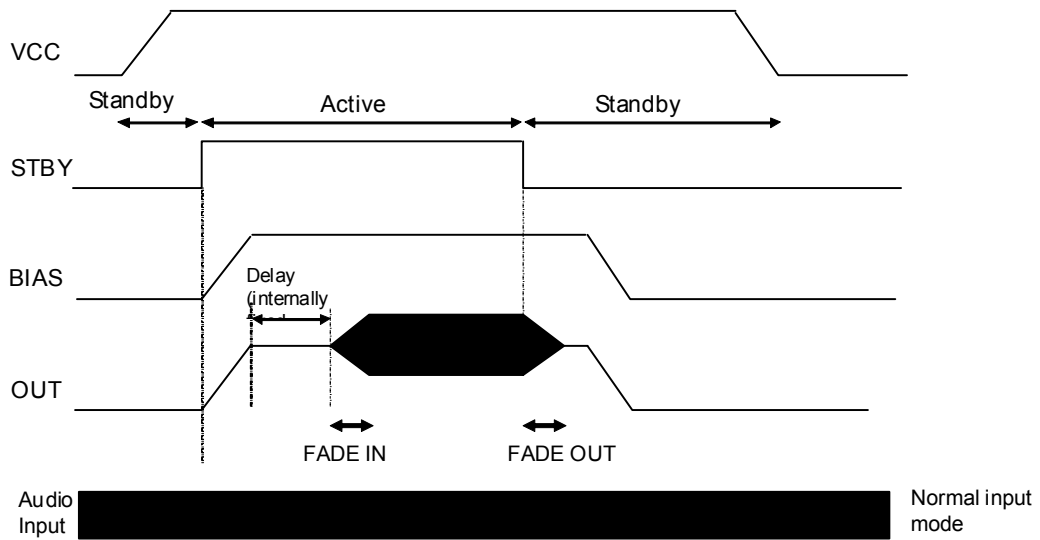 VCC
Standby
Active
Standby
STBY
BIAS
Delay
(internally
OUT
FADE IN
FADE OUT
Audio
Input
Normal input
mode